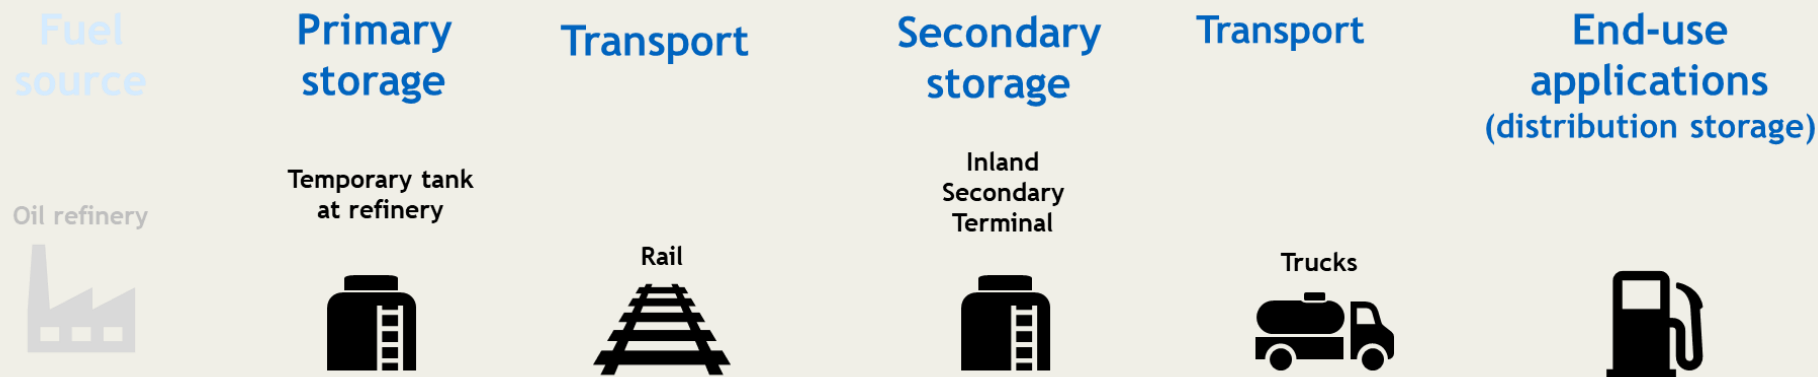 Fuel
source
Primary
storage
Transport
Secondary
storage
Transport
End-use
applications
(distribution storage)
Oil refinery
Temporary tank
at refinery
Rail
Inland
Secondary
Terminal
Trucks